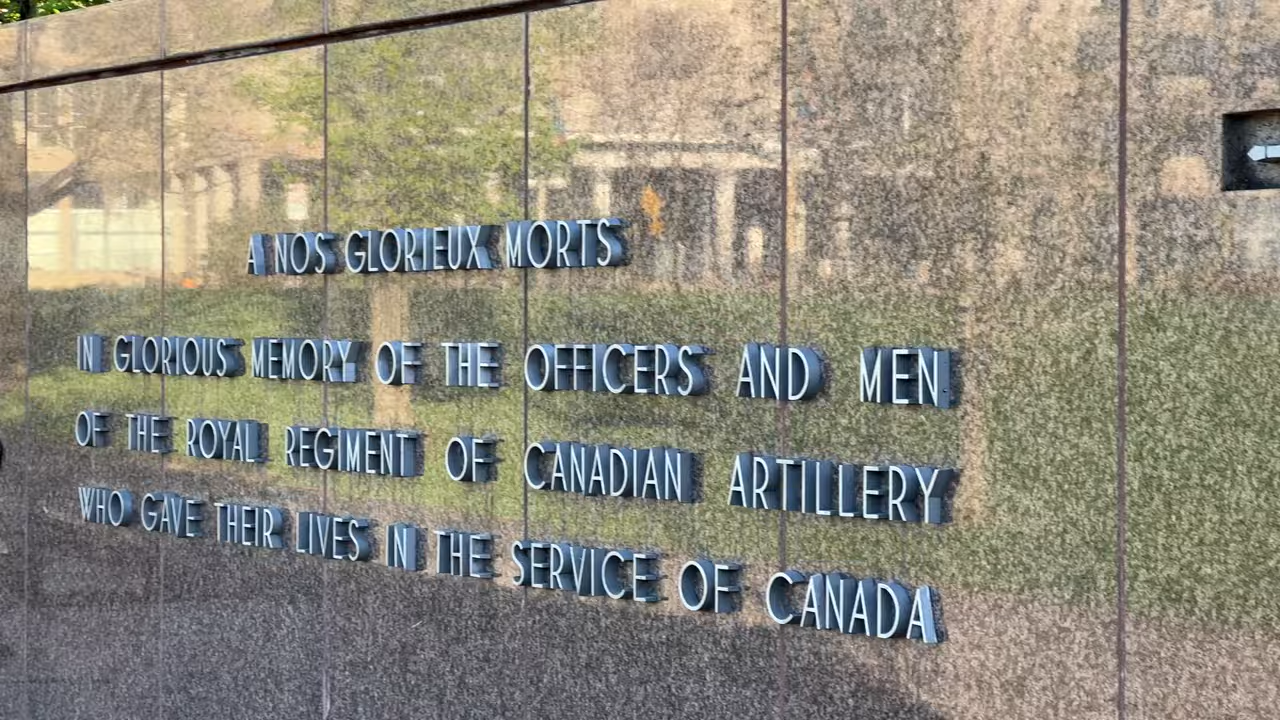 A NOS GLORIEUX MORTS
IN GLORIOUS MEMORY OF THE OFFICERS AND MEN
OF THE ROYAL REGIMENT OF CANADIAN ARTILLERY
WHO GAVE THEIR LIVES IN THE SERVICE OF CANADA